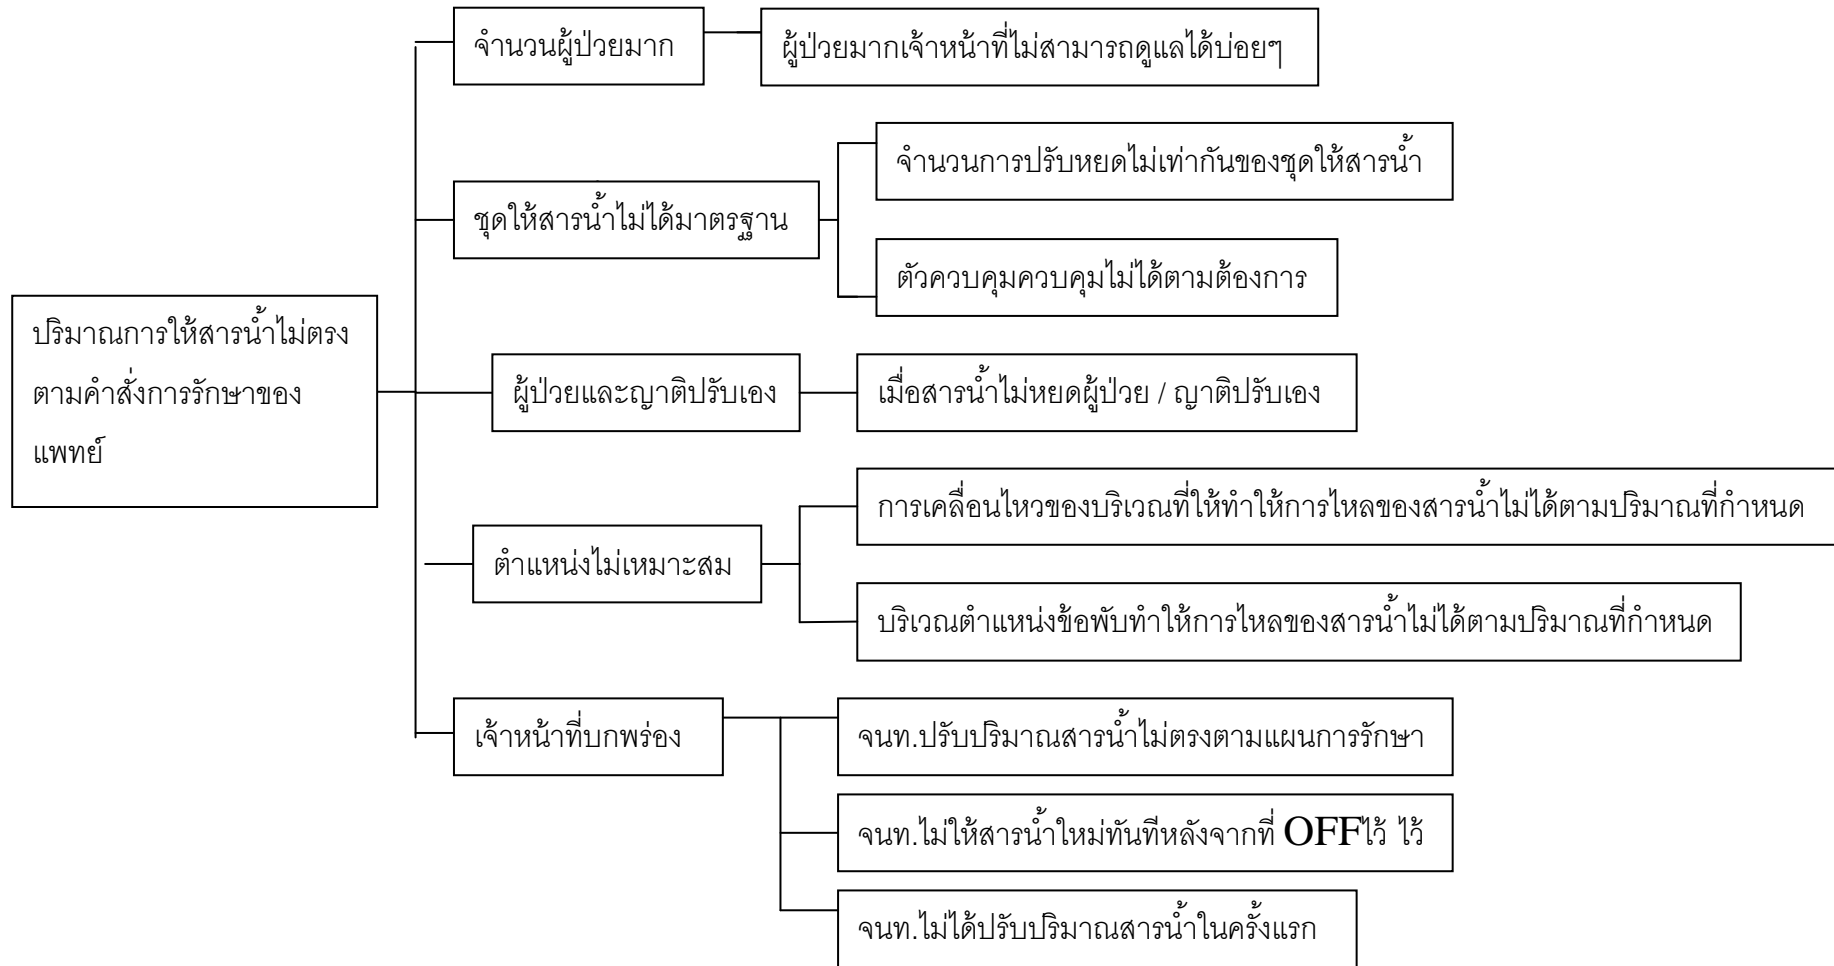 จำนวนผู้ป่วยมาก
ผู้ป่วยมากเจ้าหน้าที่ไม่สามารถดูแลได้บ่อยๆ
ชุดให้สารน้ำไม่ได้มาตรฐาน
จำนวนการปรับหยดไม่เท่ากันของชุดให้สารน้ำ
ตัวควบคุมควบคุมไม่ได้ตามต้องการ
ปริมาณการให้สารน้ำไม่ตรง
ตามคำสั่งการรักษาของ
แพทย์
ผู้ป่วยและญาติปรับเอง
เมื่อสารน้ำไม่หยดผู้ป่วย / ญาติปรับเอง
ตำแหน่งไม่เหมาะสม
การเคลื่อนไหวของบริเวณที่ให้ทำให้การไหลของสารน้ำไม่ได้ตามปริมาณที่กำหนด
บริเวณตำแหน่งข้อพับทำให้การไหลของสารน้ำไม่ได้ตามปริมาณที่กำหนด
เจ้าหน้าที่บกพร่อง
จนท.ปรับปริมาณสารน้ำไม่ตรงตามแผนการรักษา
จนท.ไม่ให้สารน้ำใหม่ทันทีหลังจากที่ OFFไว้ ไว้
จนท.ไม่ได้ปรับปริมาณสารน้ำในครั้งแรก